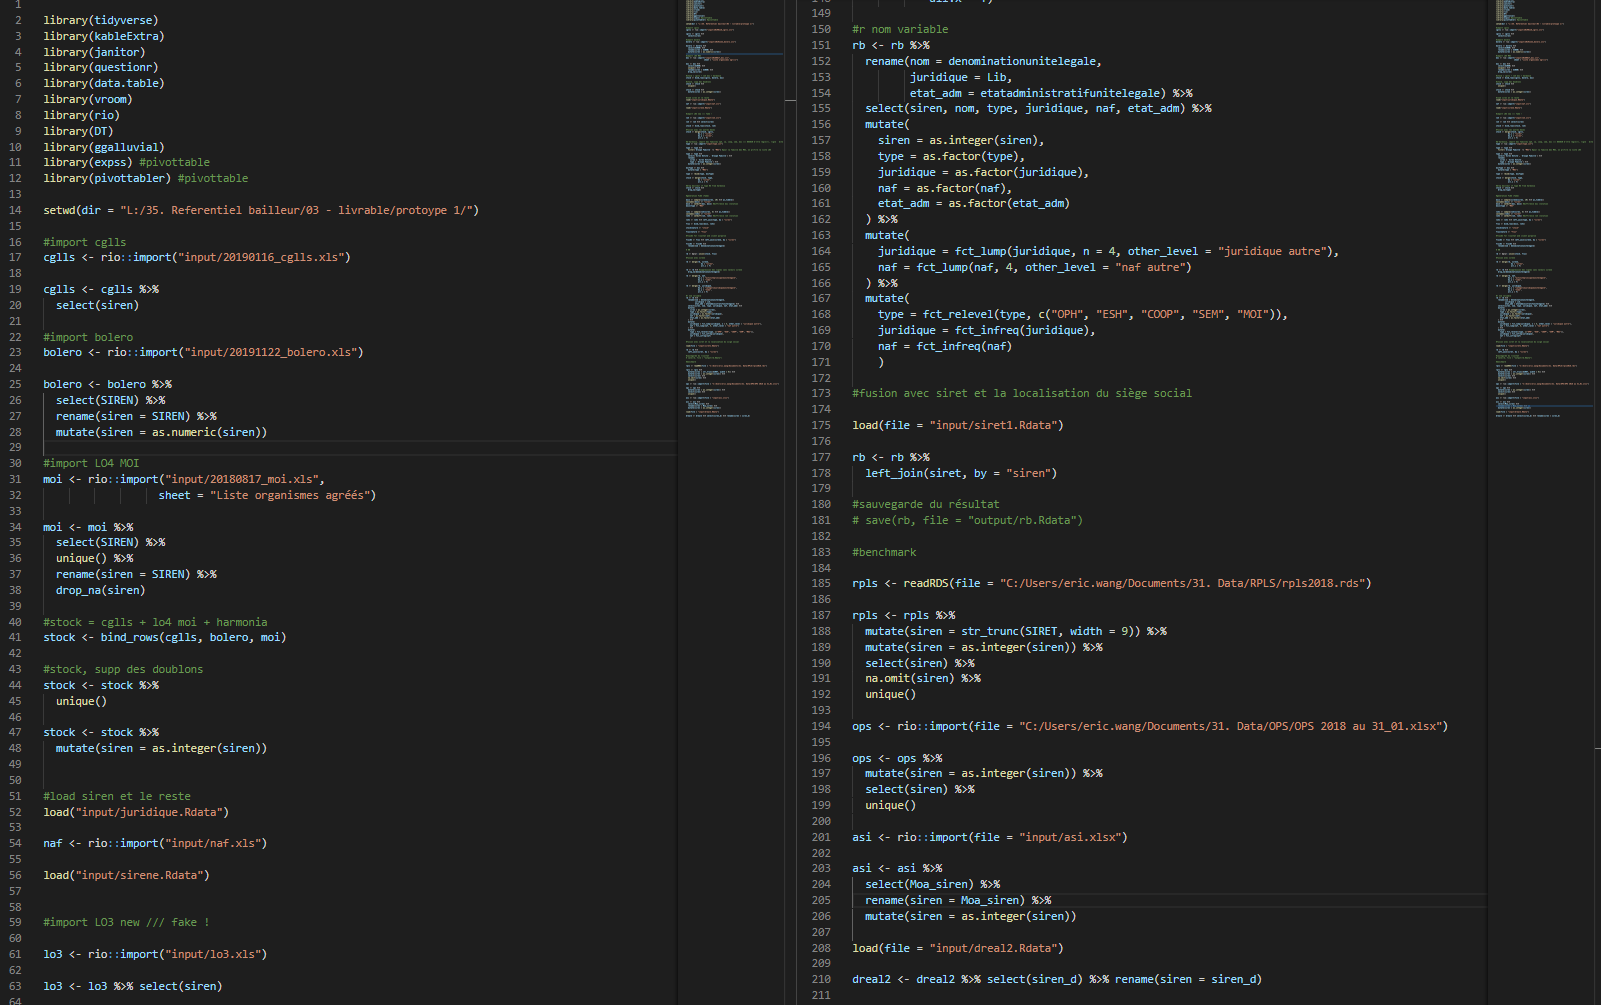 1
2 library(tidyverse)
3 library(kableExtra)
4 library(janitor)
5 library(questionr)
6 library(data.table)
7 library(vroom)
8 library(rio)
9 library(DT)
10 library(ggalluvial)
11 library(expss) #pivottable
12 library(pivottabler) #pivottable
13
14 setwd(dir = "L:/35. Referentiel bailleur/03 - livrable/protoype 1/")
15
16 #import cglls
17 cglls <- rio::import("input/20190116_cglls.xls")
18
19 cglls <- cglls %>%
20 select(siren)
21
22 #import bolero
23 bolero <- rio::import("input/20191122_bolero.xls")
24
25 bolero <- bolero %>%
26 select(SIREN) %>%
27 rename(siren = SIREN) %>%
28 mutate(siren = as.numeric(siren))
29
30 #import LO4 MOI
31 moi <- rio::import("input/20180817_moi.xls",
32 sheet = "Liste organismes agréés")
33
34 moi <- moi %>%
35 select(SIREN) %>%
36 unique() %>%
37 rename(siren = SIREN) %>%
38 drop_na(siren)
39
40 #stock = cglls + lo4 moi + harmonia
41 stock <- bind_rows(cglls, bolero, moi)
42
43 #stock, supp des doublons
44 stock <- stock %>%
45 unique()
46
47 stock <- stock %>%
48 mutate(siren = as.integer(siren))
49
50
51 #load siren et le reste
52 load("input/juridique.Rdata")
53
54 naf <- rio::import("input/naf.xls")
55
56 load("input/sirene.Rdata")
57
58
59 #import LO3 new /// fake !
60
61 lo3 <- rio::import("input/lo3.xls")
62
63 lo3 <- lo3 %>% select(siren)
64
149
150 #r nom variable
151 rb <- rb %>%
152 rename(nom = denominationunitelegale,
153 juridique = Lib,
154 etat_adm = etatadministratifunitelegale) %>%
155 select(siren, nom, type, juridique, naf, etat_adm) %>%
156 mutate(
157 siren = as.integer(siren),
158 type = as.factor(type),
159 juridique = as.factor(juridique),
160 naf = as.factor(naf),
161 etat_adm = as.factor(etat_adm)
162 ) %>%
163 mutate(
164 juridique = fct_lump(juridique, n = 4, other_level = "juridique autre"),
165 naf = fct_lump(naf, 4, other_level = "naf autre")
166 ) %>%
167 mutate(
168 type = fct_relevel(type, c("OPH", "ESH", "COOP", "SEM", "MOI")),
169 juridique = fct_infreq(juridique),
170 naf = fct_infreq(naf)
171 )
172
173 #fusion avec siret et la localisation du siège social
174
175 load(file = "input/siret1.Rdata")
176
177 rb <- rb %>%
178 left_join(siret, by = "siren")
179
180 #sauvegarde du résultat
181 # save(rb, file = "output/rb.Rdata")
182
183 #benchmark
184
185 rpls <- readRDS(file = "C:/Users/eric.wang/Documents/31. Data/RPLS/rpls2018.rds")
186
187 rpls <- rpls %>%
188 mutate(siren = str_trunc(SIRET, width = 9)) %>%
189 mutate(siren = as.integer(siren)) %>%
190 select(siren) %>%
191 na.omit(siren) %>%
192 unique()
193
194 ops <- rio::import(file = "C:/Users/eric.wang/Documents/31. Data/OPS/OPS 2018 au 31_01.xlsx")
195
196 ops <- ops %>%
197 mutate(siren = as.integer(siren)) %>%
198 select(siren) %>%
199 unique()
200
201 asi <- rio::import(file = "input/asi.xlsx")
202
203 asi <- asi %>%
204 select(Moa_siren) %>%
205 rename(siren = Moa_siren) %>%
206 mutate(siren = as.integer(siren))
207
208 load(file = "input/dreal2.Rdata")
209
210 dreal2 <- dreal2 %>% select(siren_d) %>% rename(siren = siren_d)
211